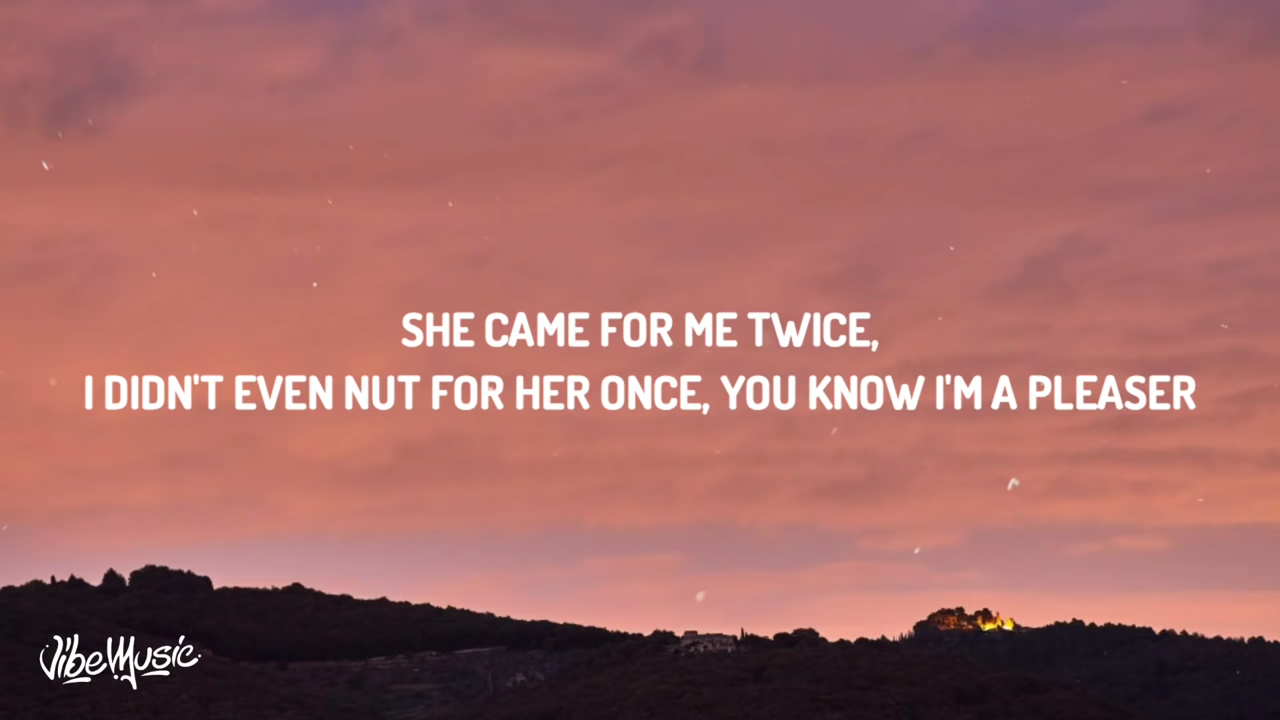 SHE CAME FOR ME TWICE,
I DIDN'T EVEN NUT FOR HER ONCE, YOU KNOW I'M A PLEASER
VibeMusic